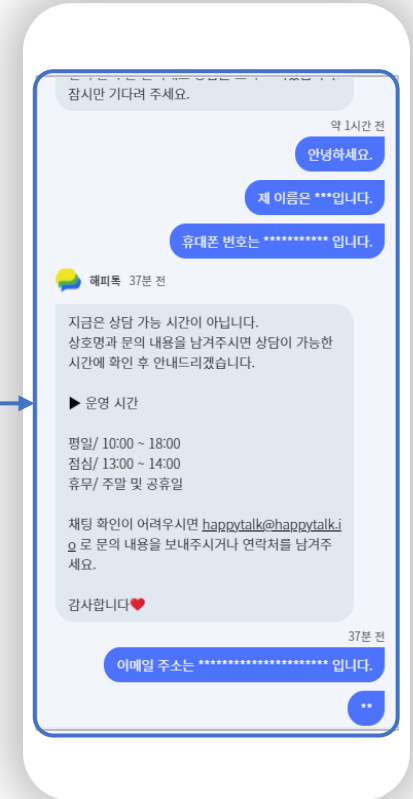 잠시만 기다려 주세요.
약 1시간 전
안녕하세요.
제 이름은 ***입니다.
휴대폰 번호는 *********** 입니다.
해피톡 37분 전
지금은 상담 가능 시간이 아닙니다.
상호명과 문의 내용을 남겨주시면 상담이 가능한
시간에 확인 후 안내드리겠습니다.
▶ 운영 시간
평일/ 10:00 ~ 18:00
점심/ 13:00 ~ 14:00
휴무/ 주말 및 공휴일
채팅 확인이 어려우시면 happytalk@happytalk.i
o 로 문의 내용을 보내주시거나 연락처를 남겨주
세요.
감사합니다❤️
37분 전
이메일 주소는 ********************** 입니다.
**